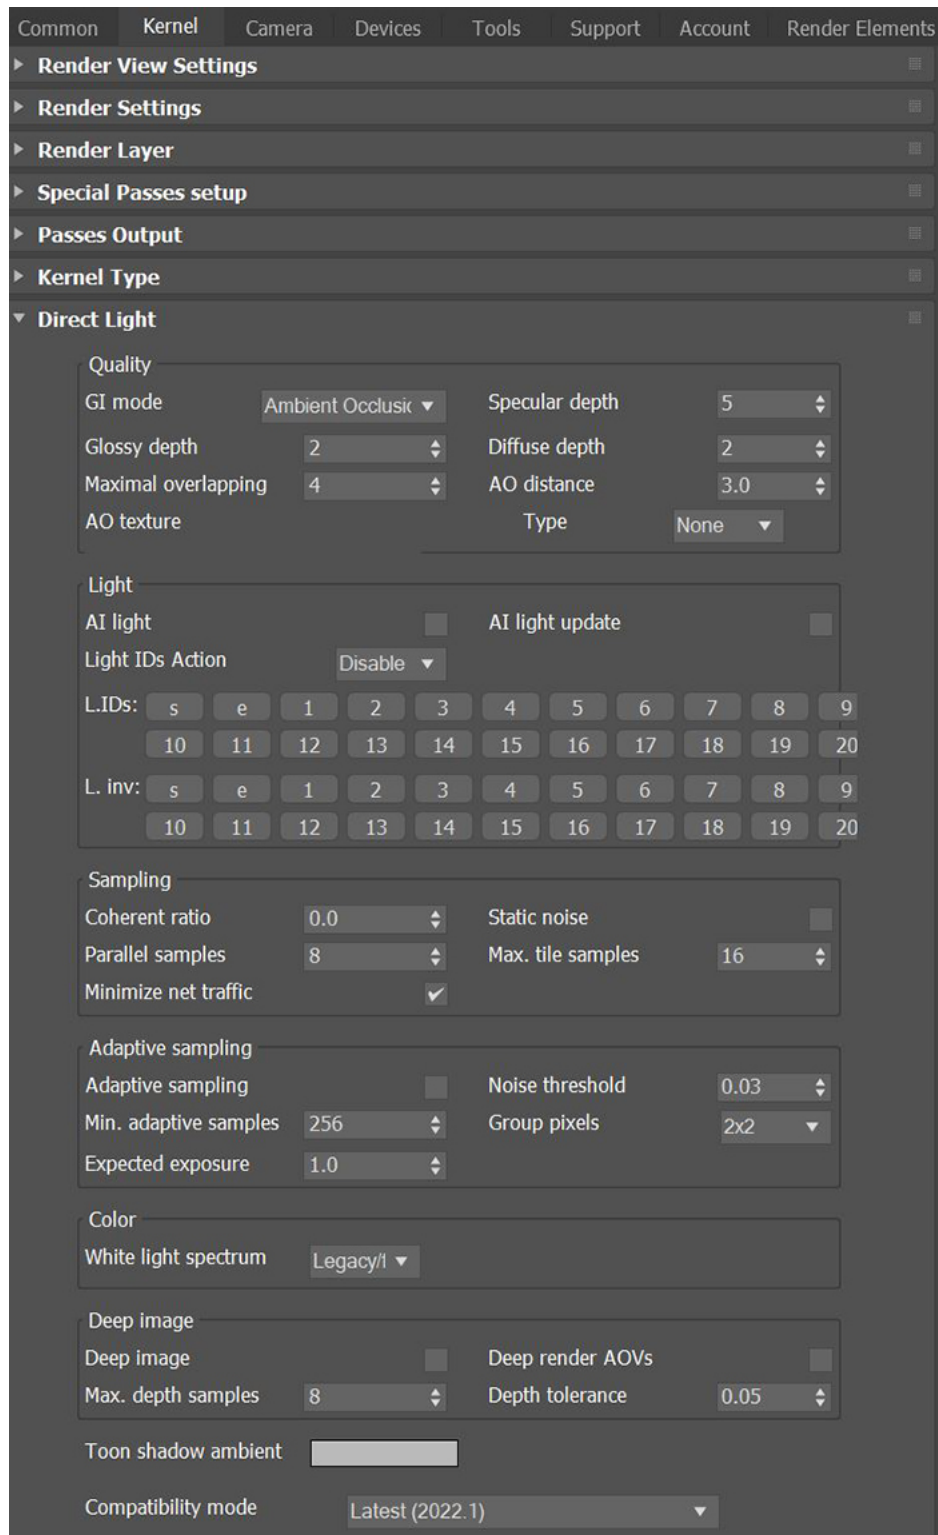 Common Kernel Camera Devices Tools Support Account Render Elements
Render View Settings
Render Settings
Render Layer
Special Passes setup
Passes Output
Kernel Type
Direct Light
Quality
GI mode Ambient Occlusic Specular depth 5
Glossy depth 2 Diffuse depth 2
Maximal overlapping 4 AO distance 3.0
AO texture Type None
Light
AI light AI light update
Light IDs Action Disable
L.IDs: s e 1 2 3 4 5 6 7 8 9
10 11 12 13 14 15 16 17 18 19 20
L. inv: s e 1 2 3 4 5 6 7 8 9
10 11 12 13 14 15 16 17 18 19 20
Sampling
Coherent ratio 0.0 Static noise
Parallel samples 8 Max. tile samples 16
Minimize net traffic
Adaptive sampling
Adaptive sampling Noise threshold 0.03
Min. adaptive samples 256 Group pixels 2x2
Expected exposure 1.0
Color
White light spectrum Legacy/f
Deep image
Deep image Deep render AOVs
Max. depth samples 8 Depth tolerance 0.05
Toon shadow ambient
Compatibility mode Latest (2022.1)